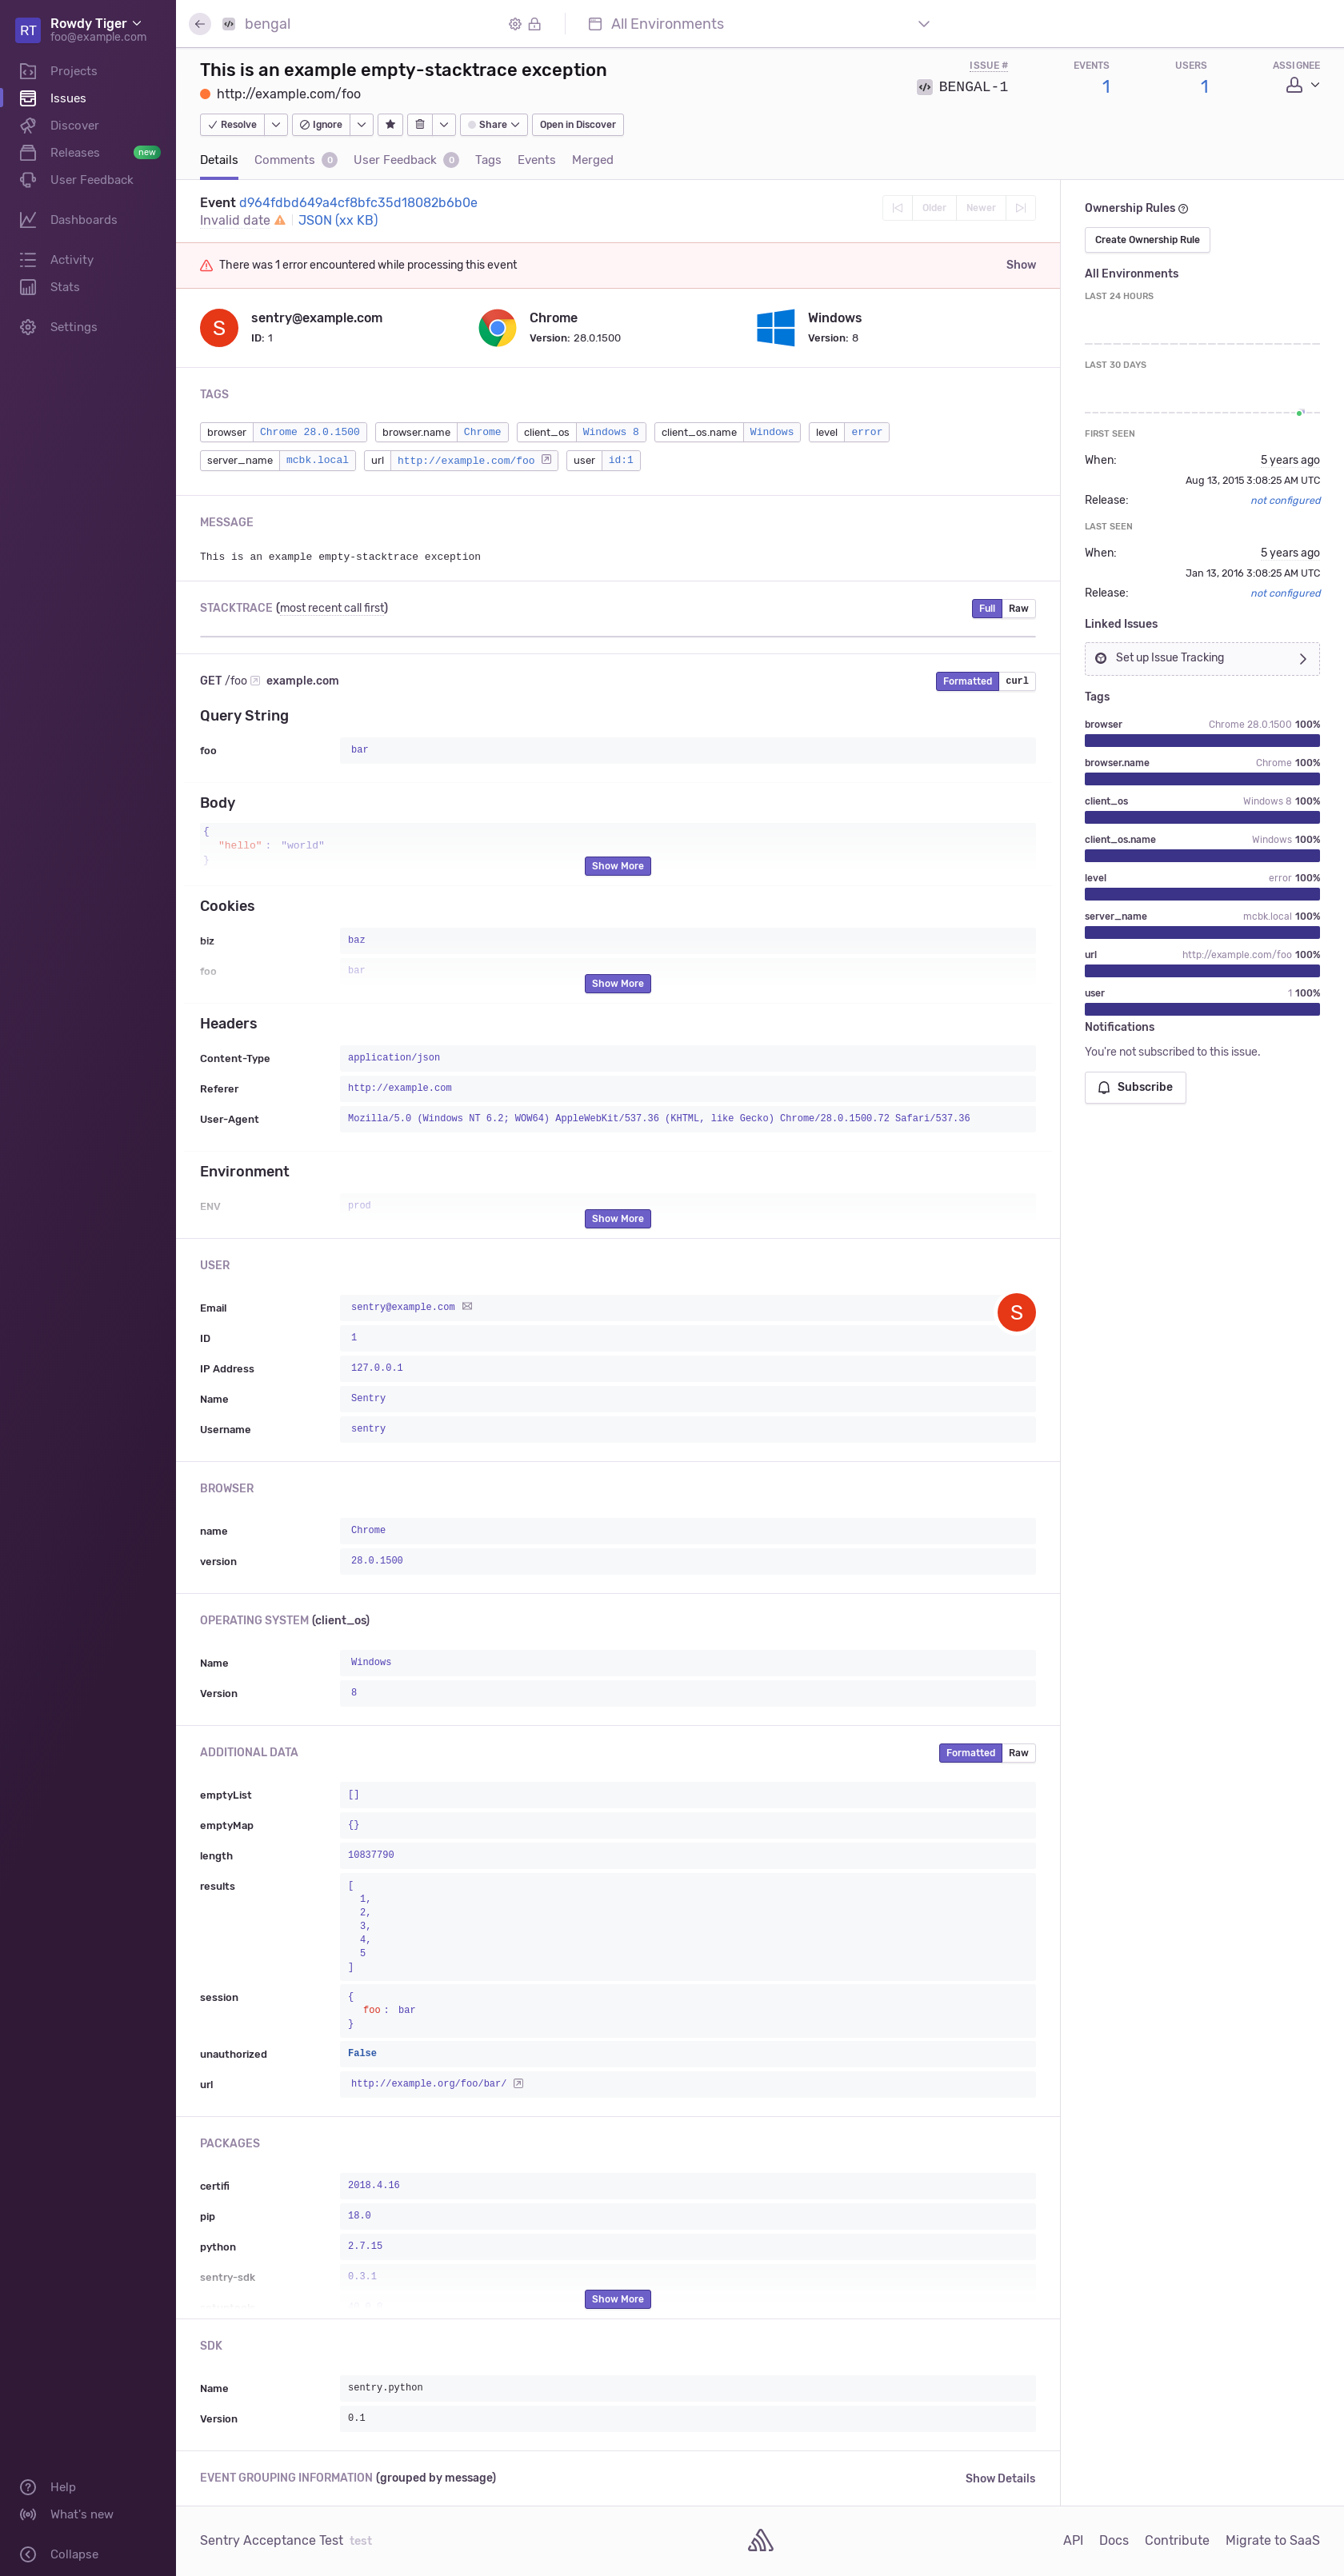 RT Rowdy Tiger
foo@example.com
Projects
Issues
Discover
Releases new
User Feedback
Dashboards
Activity
Stats
Settings
Help
What's new
Collapse
bengal
All Environments
This is an example empty-stacktrace exception
http://example.com/foo
ISSUE # EVENTS USERS ASSIGNEE
BENGAL-1 1 1
Resolve Ignore Share Open in Discover
Details Comments 0 User Feedback 0 Tags Events Merged
Event d964fdbd649a4cf8bfc35d18082b6b0e
Invalid date JSON (xx KB)
Older Newer
There was 1 error encountered while processing this event Show
S sentry@example.com
ID: 1
Chrome
Version: 28.0.1500
Windows
Version: 8
TAGS
browser Chrome 28.0.1500 browser.name Chrome client_os Windows 8 client_os.name Windows level error
server_name mcbk.local url http://example.com/foo user id:1
MESSAGE
This is an example empty-stacktrace exception
STACKTRACE (most recent call first) Full Raw
GET /foo example.com Formatted curl
Query String
foo bar
Body
{
"hello": "world"
}
Show More
Cookies
biz baz
foo bar
Show More
Headers
Content-Type application/json
Referer http://example.com
User-Agent Mozilla/5.0 (Windows NT 6.2; WOW64) AppleWebKit/537.36 (KHTML, like Gecko) Chrome/28.0.1500.72 Safari/537.36
Environment
ENV prod
Show More
USER
Email sentry@example.com S
ID 1
IP Address 127.0.0.1
Name Sentry
Username sentry
BROWSER
name Chrome
version 28.0.1500
OPERATING SYSTEM (client_os)
Name Windows
Version 8
ADDITIONAL DATA Formatted Raw
emptyList []
emptyMap {}
length 10837790
results [
1,
2,
3,
4,
5
]
session {
foo: bar
}
unauthorized False
url http://example.org/foo/bar/
PACKAGES
certifi 2018.4.16
pip 18.0
python 2.7.15
sentry-sdk 0.3.1
Show More
SDK
Name sentry.python
Version 0.1
EVENT GROUPING INFORMATION (grouped by message) Show Details
Ownership Rules
Create Ownership Rule
All Environments
LAST 24 HOURS
LAST 30 DAYS
FIRST SEEN
When: 5 years ago
Aug 13, 2015 3:08:25 AM UTC
Release: not configured
LAST SEEN
When: 5 years ago
Jan 13, 2016 3:08:25 AM UTC
Release: not configured
Linked Issues
Set up Issue Tracking
Tags
browser Chrome 28.0.1500 100%
browser.name Chrome 100%
client_os Windows 8 100%
client_os.name Windows 100%
level error 100%
server_name mcbk.local 100%
url http://example.com/foo 100%
user 1 100%
Notifications
You're not subscribed to this issue.
Subscribe
Sentry Acceptance Test test
API Docs Contribute Migrate to SaaS